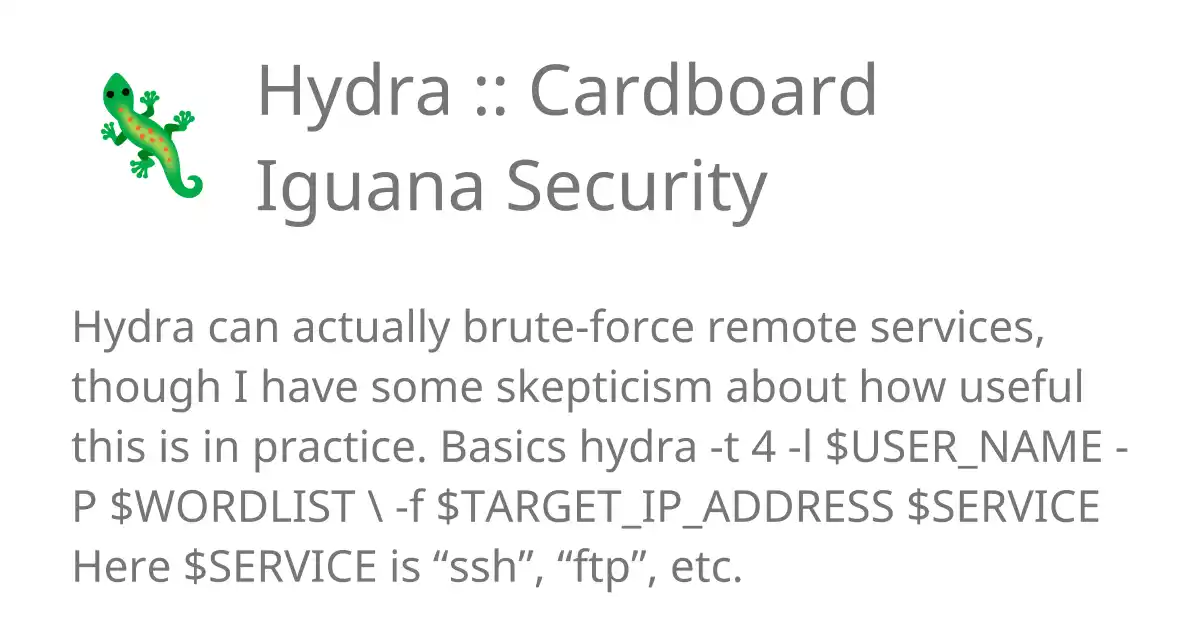 Hydra :: Cardboard
Iguana Security
Hydra can actually brute-force remote services,
though I have some skepticism about how useful
this is in practice. Basics hydra -t 4 -l $USER_NAME -
P $WORDLIST \ -f $TARGET_IP_ADDRESS $SERVICE
Here $SERVICE is “ssh”, “ftp”, etc.